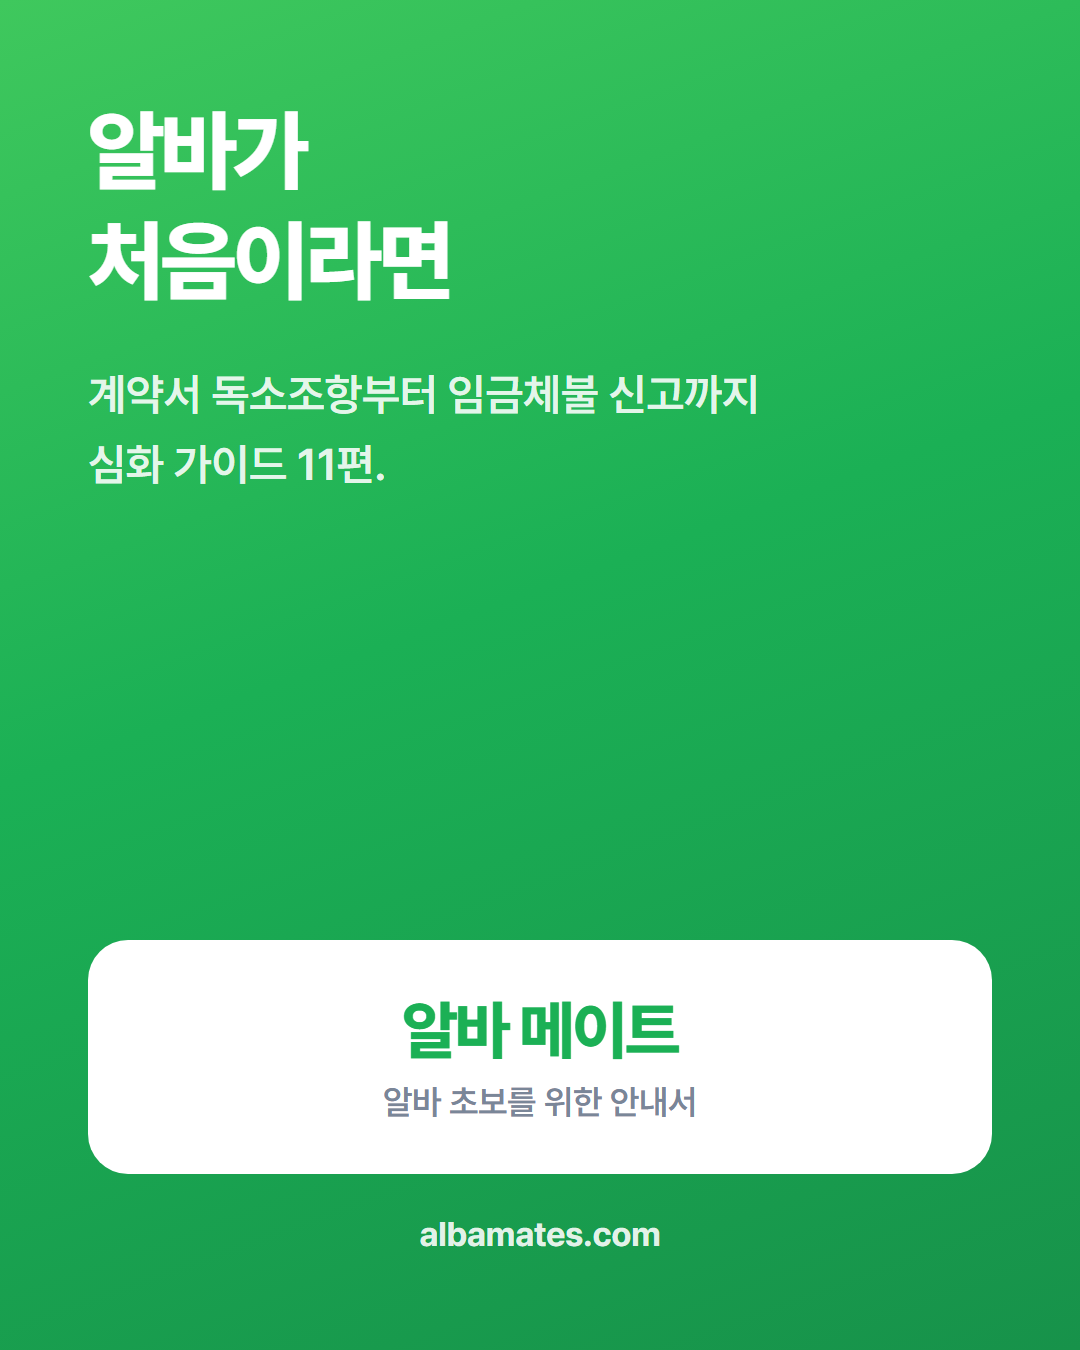 알바가
처음이라면
계약서 독소조항부터 임금체불 신고까지
심화 가이드 11편.
알바 메이트
알바 초보를 위한 안내서
albamates.com